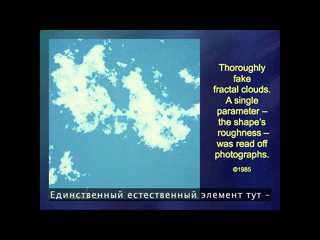 Thoroughly
fake
fractal clouds.
A single
parameter –
the shape's
roughness –
was read off
photographs.
©1985
Единственный естественный элемент тут –